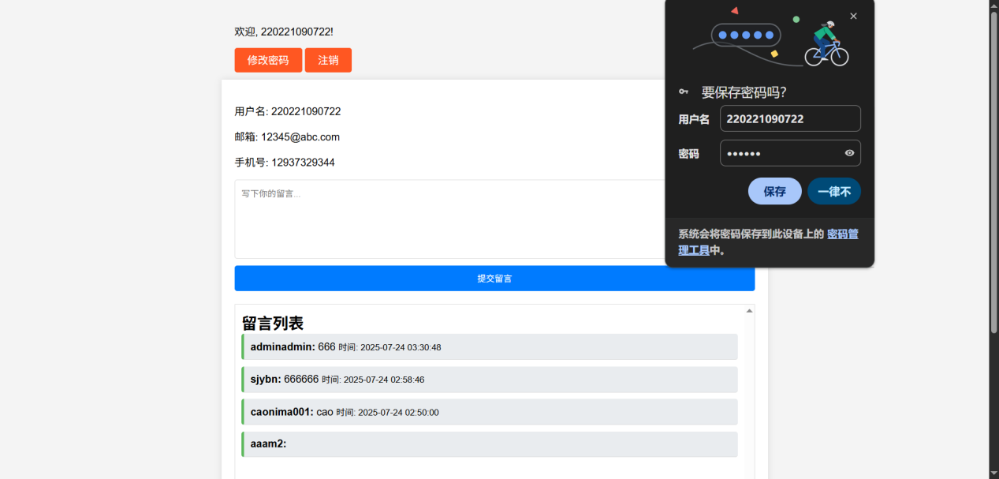 欢迎, 220221090722!
修改密码 注销
用户名: 220221090722
邮箱: 12345@abc.com
手机号: 12937329344
写下你的留言...
提交留言
留言列表
adminadmin: 666 时间: 2025-07-24 03:30:48
sjybn: 666666 时间: 2025-07-24 02:58:46
caonima001: cao 时间: 2025-07-24 02:50:00
aaam2:
要保存密码吗?
用户名 220221090722
密码 ••••••
保存 一律不
系统会将密码保存到此设备上的 密码管
理工具中。